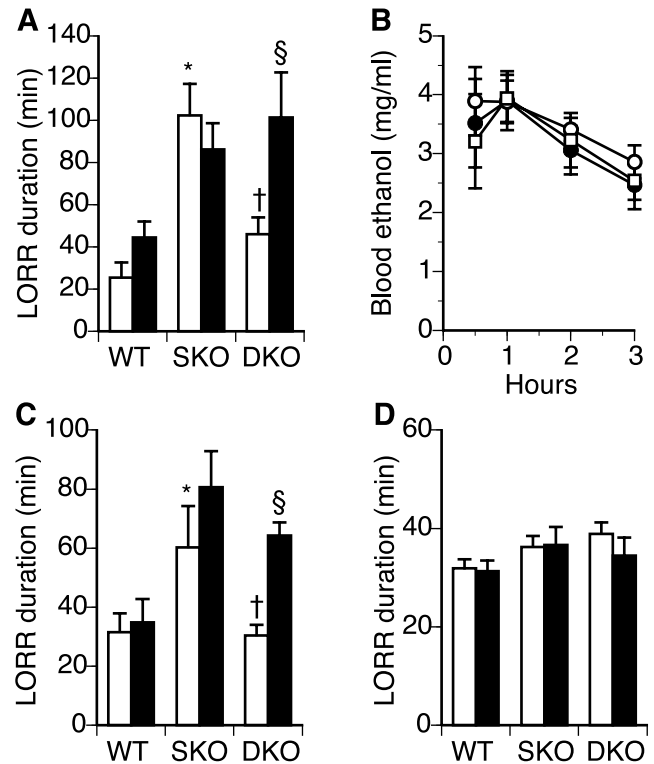 A
LORR duration (min)
140
120
100
80
60
40
20
0
*
†
§
WT SKO DKO
B
Blood ethanol (mg/ml)
5
4
3
2
1
0
0 1 2 3
Hours
C
LORR duration (min)
100
80
60
40
20
0
*
†
§
WT SKO DKO
D
LORR duration (min)
60
40
20
0
WT SKO DKO